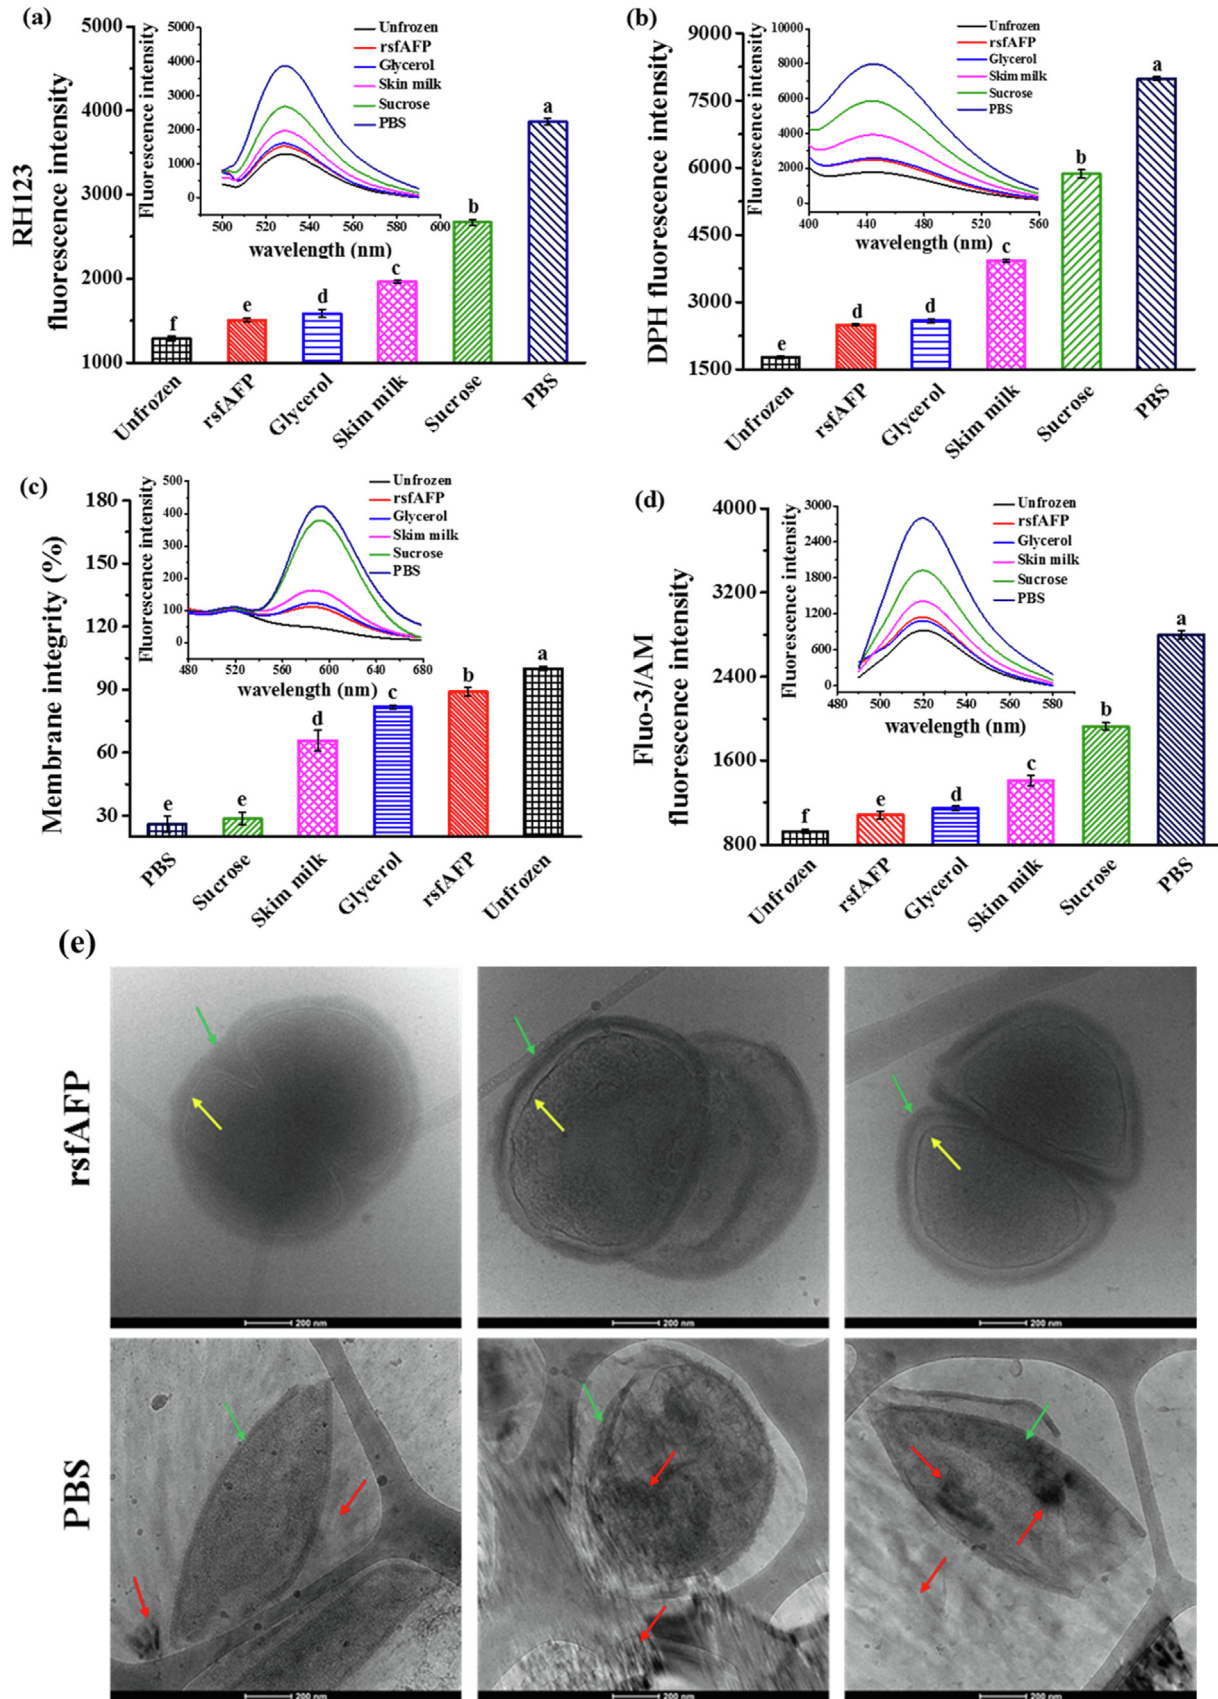 (a)
RH123
fluorescence intensity
5000
4000
3000
2000
1000
Fluorescence intensity
5000
4000
3000
2000
1000
0
500 520 540 560 580 600
wavelength (nm)
Unfrozen
rsfAFP
Glycerol
Skin milk
Sucrose
PBS
f
e
d
c
b
a
Unfrozen
rsfAFP
Glycerol
Skim milk
Sucrose
PBS
(b)
DPH fluorescence intensity
9000
7500
6000
4500
3000
1500
Fluorescence intensity
10000
8000
6000
4000
2000
0
400 440 480 520 560
wavelength (nm)
Unfrozen
rsfAFP
Glycerol
Skim milk
Sucrose
PBS
e
d
d
c
b
a
Unfrozen
rsfAFP
Glycerol
Skim milk
Sucrose
PBS
(c)
Membrane integrity (%)
180
150
120
90
60
30
Fluorescence intensity
500
400
300
200
100
0
480 520 560 600 640 680
wavelength (nm)
Unfrozen
rsfAFP
Glycerol
Skim milk
Sucrose
PBS
e
e
d
c
b
a
PBS
Sucrose
Skim milk
Glycerol
rsfAFP
Unfrozen
(d)
Fluo-3/AM
fluorescence intensity
4000
3200
2400
1600
800
Fluorescence intensity
3000
2400
1800
1200
600
0
500 520 540 560 580
wavelength (nm)
Unfrozen
rsfAFP
Glycerol
Skin milk
Sucrose
PBS
f
e
d
c
b
a
Unfrozen
rsfAFP
Glycerol
Skim milk
Sucrose
PBS
(e)
rsfAFP
200 nm
200 nm
200 nm
PBS
200 nm
200 nm
200 nm